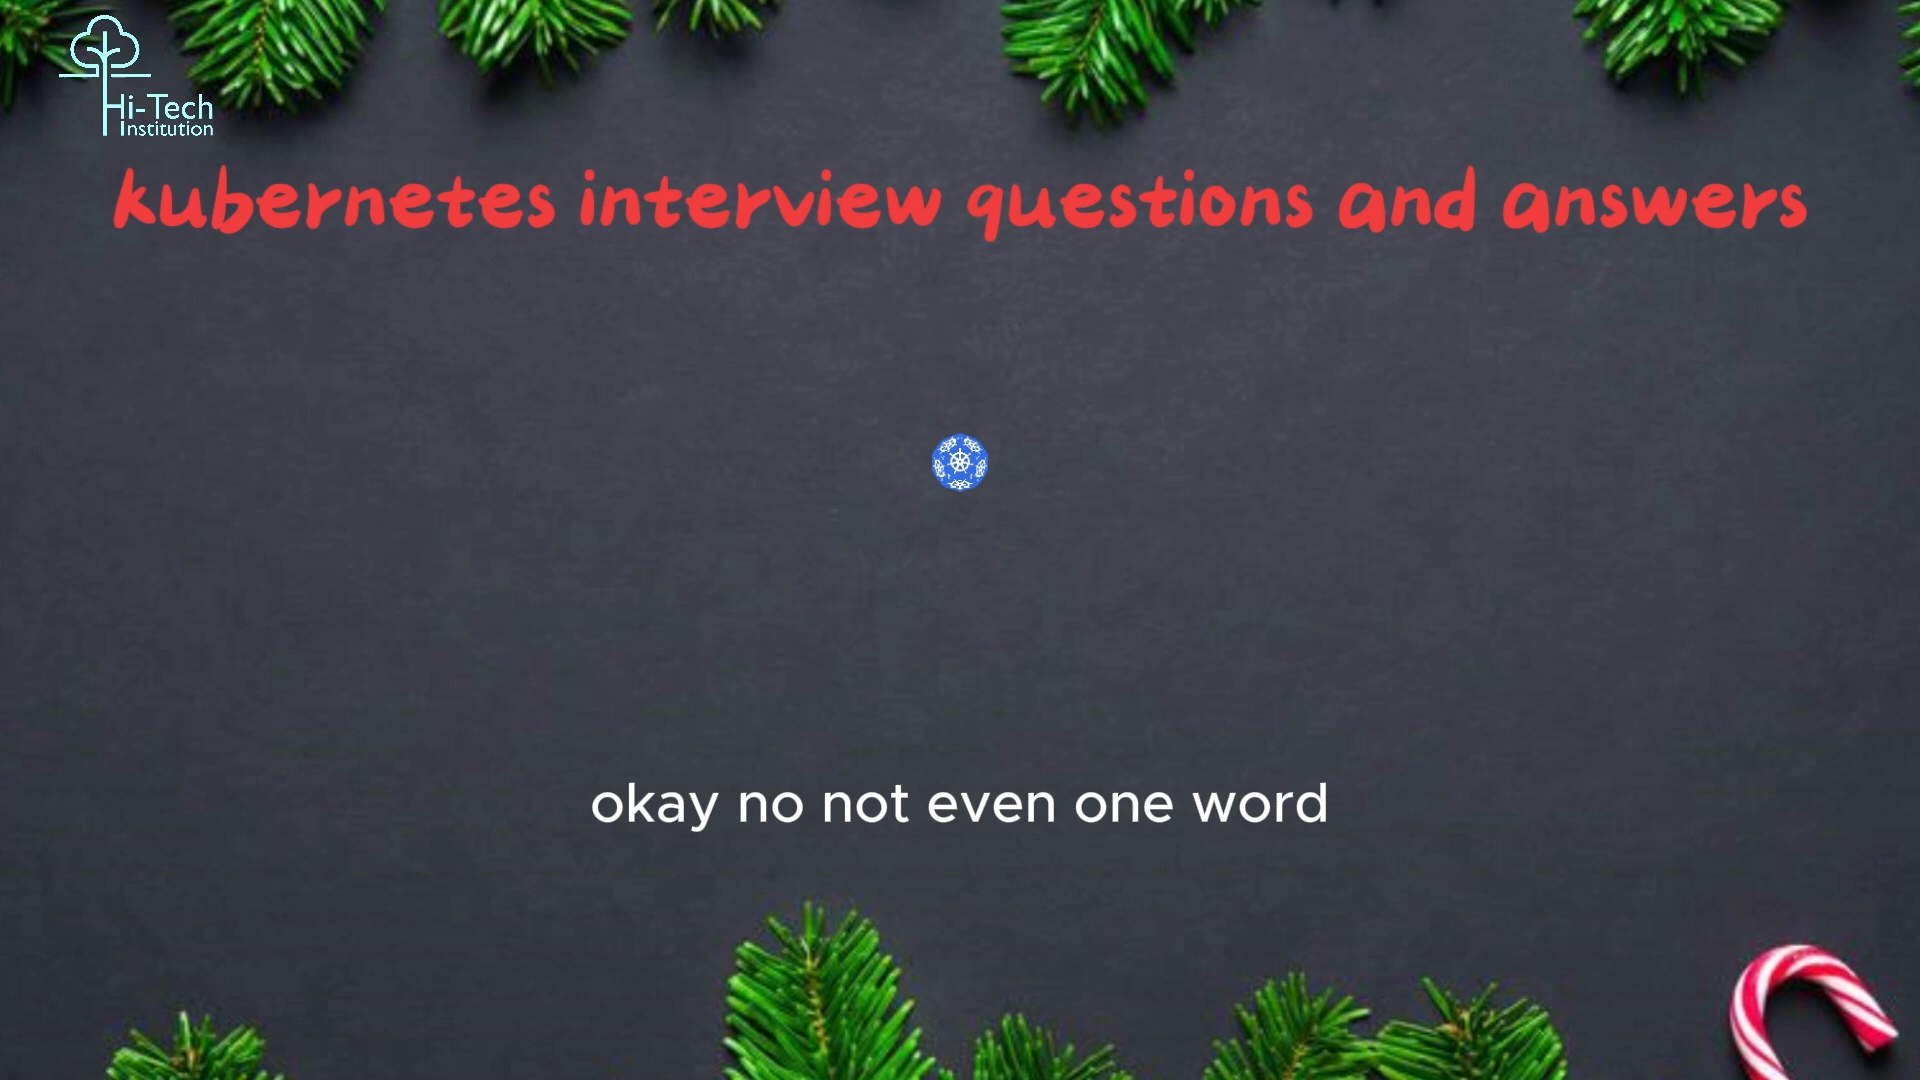 Hi-Tech
Institution
kubernetes interview questions and answers
okay no not even one word